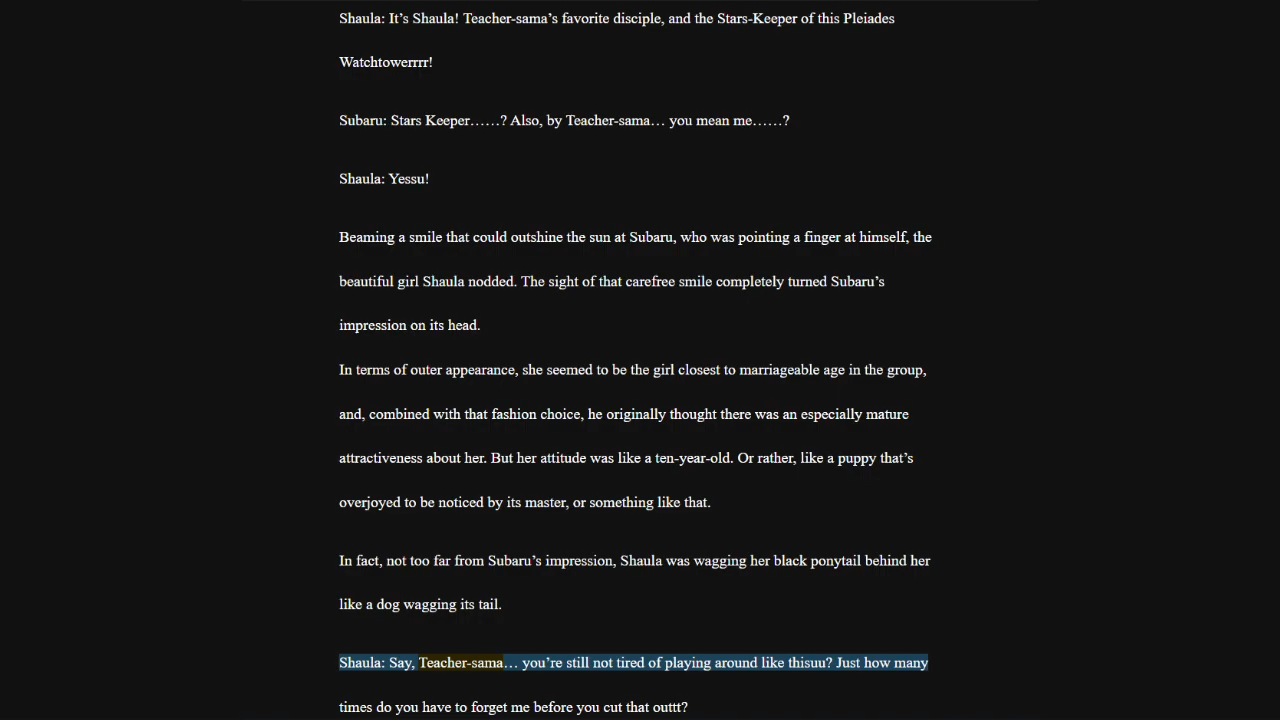 Shaula: It’s Shaula! Teacher-sama’s favorite disciple, and the Stars-Keeper of this Pleiades
Watchtowerrrr!
Subaru: Stars Keeper……? Also, by Teacher-sama… you mean me……?
Shaula: Yessu!
Beaming a smile that could outshine the sun at Subaru, who was pointing a finger at himself, the
beautiful girl Shaula nodded. The sight of that carefree smile completely turned Subaru’s
impression on its head.
In terms of outer appearance, she seemed to be the girl closest to marriageable age in the group,
and, combined with that fashion choice, he originally thought there was an especially mature
attractiveness about her. But her attitude was like a ten-year-old. Or rather, like a puppy that’s
overjoyed to be noticed by its master, or something like that.
In fact, not too far from Subaru’s impression, Shaula was wagging her black ponytail behind her
like a dog wagging its tail.
Shaula: Say, Teacher-sama… you’re still not tired of playing around like thisuu? Just how many
times do you have to forget me before you cut that outtt?